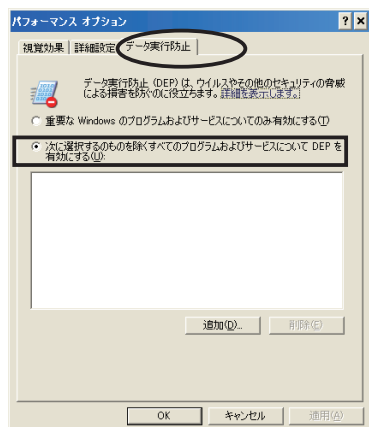 パフォーマンス オプション
視覚効果 詳細設定 データ実行防止
データ実行防止 (DEP) は、ウイルスやその他のセキュリティの脅威
による損害を防ぐのに役立ちます。詳細を表示します。
重要な Windows のプログラムおよびサービスについてのみ有効にする(T)
次に選択するのものを除くすべてのプログラムおよびサービスについて DEP を
有効にする(U):
追加(D)... 削除(E)
OK キャンセル 適用(A)